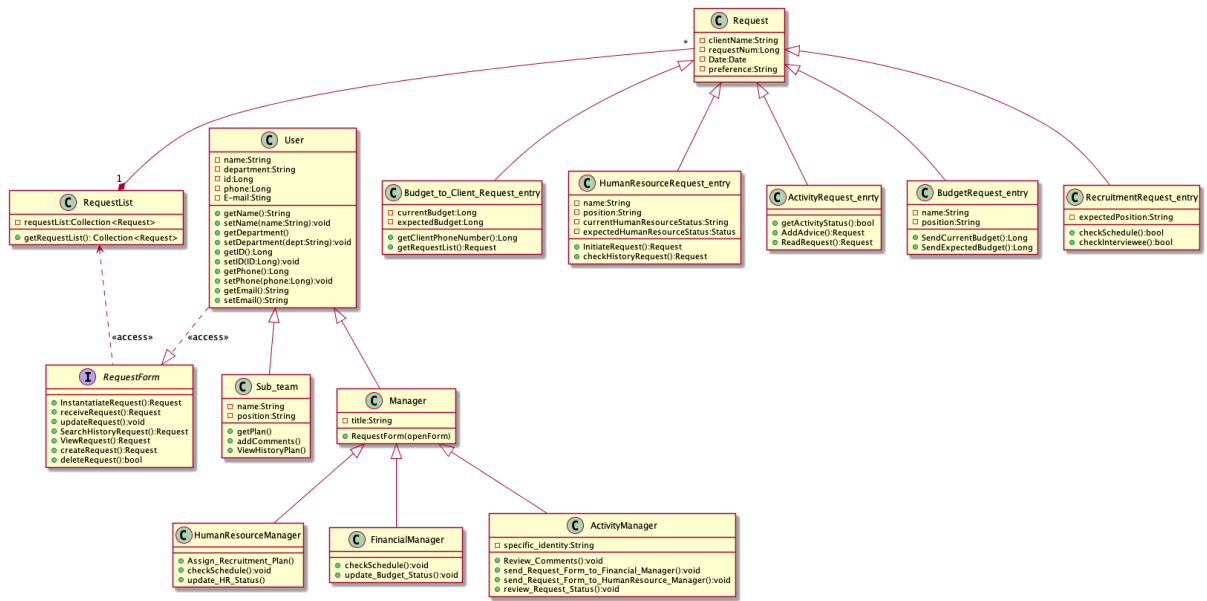 C Request
clientName:String
requestNum:Long
Date:Date
preference:String
*
1
C RequestList
requestList:Collection<Request>
getRequestList(): Collection<Request>
C User
name:String
department:String
id:Long
phone:Long
E-mail:Stng
getName():String
setName(name:String):void
getDepartment()
setDepartment(dept:String):void
getID():Long
setID(ID:Long):void
getPhone():Long
setPhone(phone:Long):void
getEmail():String
setEmail():String
C Budget_to_Client_Request_entry
currentBudget:Long
expectedBudget:Long
getClientPhoneNumber():Long
getRequestList():Request
C HumanResourceRequest_entry
name:String
position:String
currentHumanResourceStatus:String
expectedHumanResourceStatus:Status
InitiateRequest():Request
checkHistoryRequest():Request
C ActivityRequest_enrty
getActivityStatus():bool
AddAdvice():Request
ReadRequest():Request
C BudgetRequest_entry
name:String
position:String
SendCurrentBudget():Long
SendExpectedBudget():Long
C RecruitmentRequest_entry
expectedPosition:String
checkSchedule():bool
checkInterviewee():bool
«access»
«access»
I RequestForm
InstantatiateRequest():Request
receiveRequest():Request
updateRequest():void
SearchHistoryRequest():Request
ViewRequest():Request
createRequest():Request
deleteRequest():bool
C Sub_team
name:String
position:String
getPlan()
addComments()
ViewHistoryPlan()
C Manager
title:String
RequestForm(openForm)
C HumanResourceManager
Assign_Recruitment_Plan()
checkSchedule():void
update_HR_Status()
C FinancialManager
checkSchedule():void
update_Budget_Status():void
C ActivityManager
specific_identity:String
Review_Comments():void
send_Request_Form_to_Financial_Manager():void
send_Request_Form_to_HumanResource_Manager():void
review_Request_Status():void